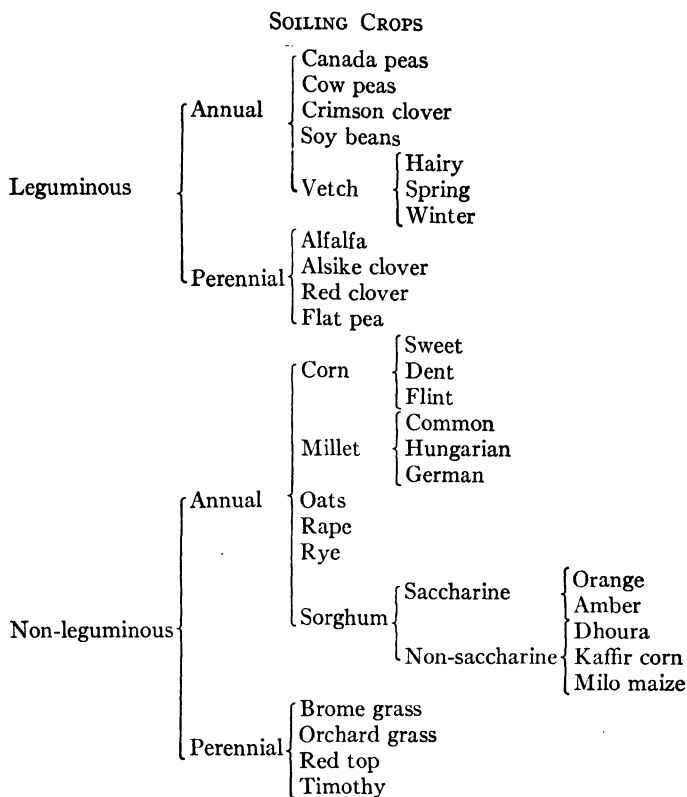 SOILING CROPS
Leguminous
Annual
Canada peas
Cow peas
Crimson clover
Soy beans
Vetch
Hairy
Spring
Winter
Perennial
Alfalfa
Alsike clover
Red clover
Flat pea
Non-leguminous
Annual
Corn
Sweet
Dent
Flint
Millet
Common
Hungarian
German
Oats
Rape
Rye
Sorghum
Saccharine
Orange
Amber
Non-saccharine
Dhoura
Kaffir corn
Milo maize
Perennial
Brome grass
Orchard grass
Red top
Timothy